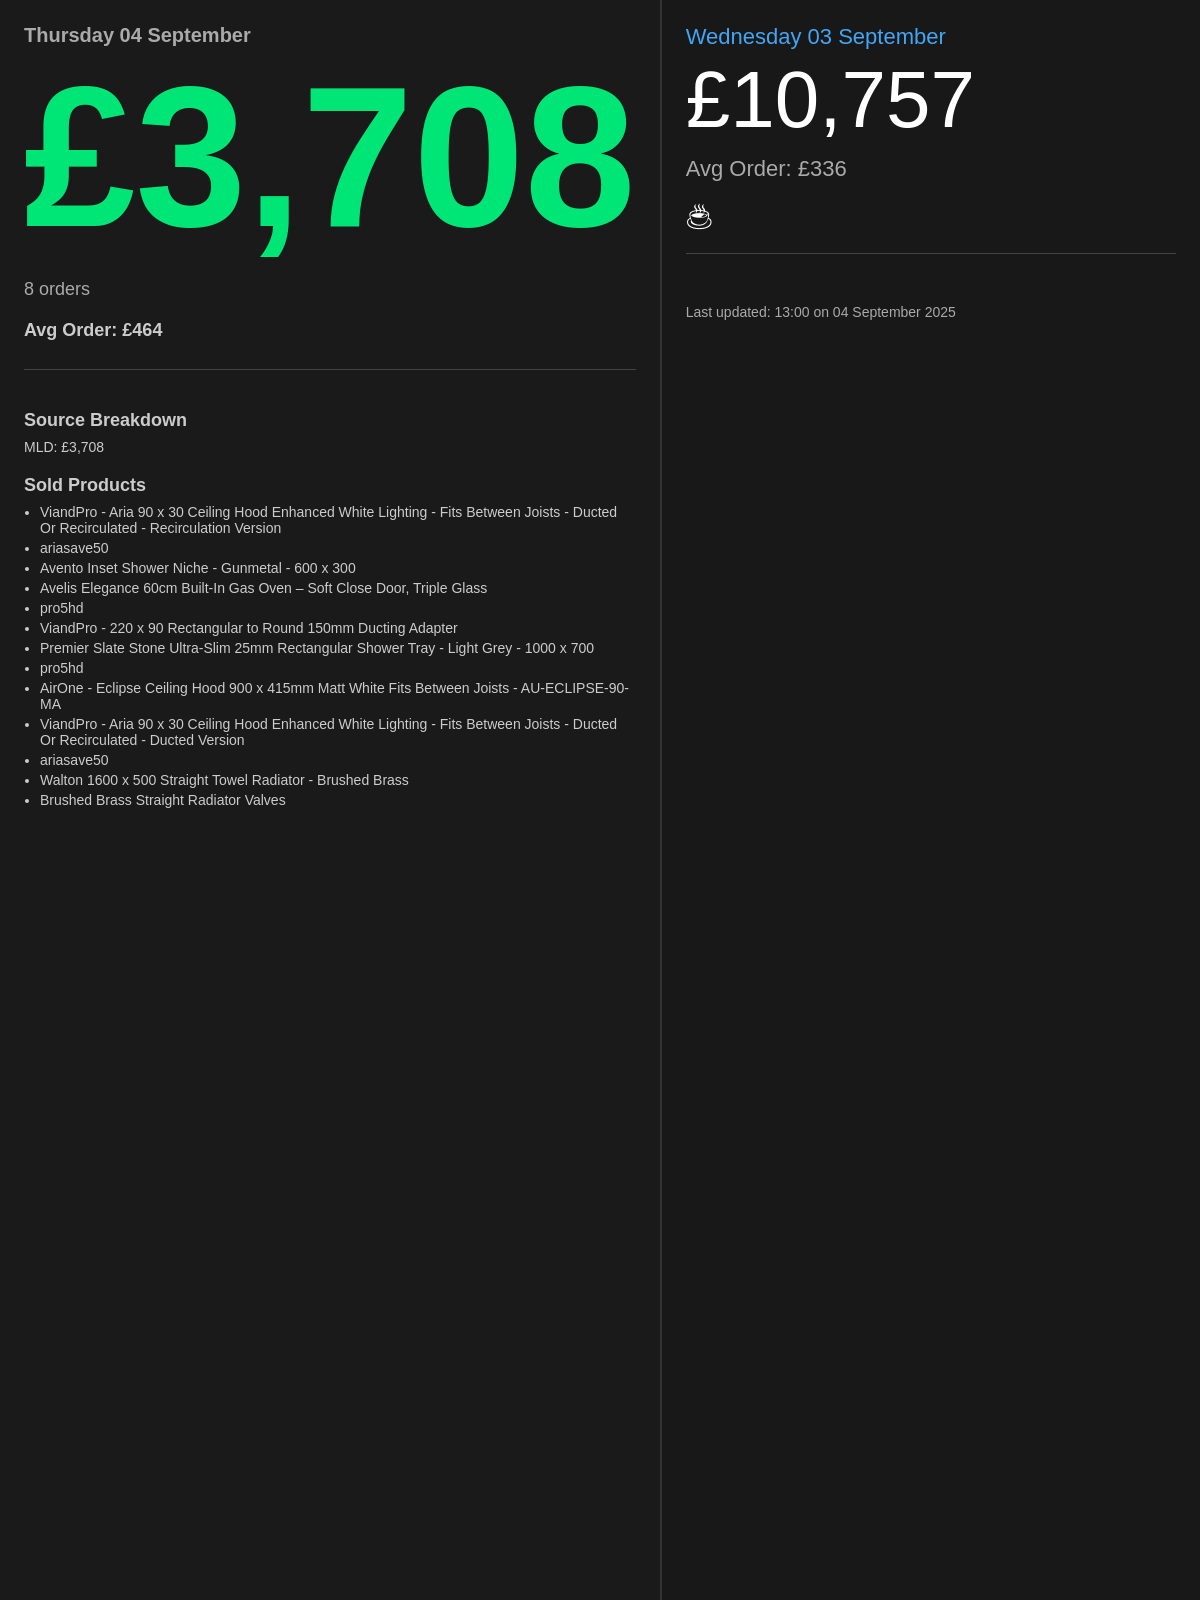 Thursday 04 September
£3,708
8 orders
Avg Order: £464
Source Breakdown
MLD: £3,708
Sold Products
• ViandPro - Aria 90 x 30 Ceiling Hood Enhanced White Lighting - Fits Between Joists - Ducted
Or Recirculated - Recirculation Version
• ariasave50
• Avento Inset Shower Niche - Gunmetal - 600 x 300
• Avelis Elegance 60cm Built-In Gas Oven – Soft Close Door, Triple Glass
• pro5hd
• ViandPro - 220 x 90 Rectangular to Round 150mm Ducting Adapter
• Premier Slate Stone Ultra-Slim 25mm Rectangular Shower Tray - Light Grey - 1000 x 700
• pro5hd
• AirOne - Eclipse Ceiling Hood 900 x 415mm Matt White Fits Between Joists - AU-ECLIPSE-90-
MA
• ViandPro - Aria 90 x 30 Ceiling Hood Enhanced White Lighting - Fits Between Joists - Ducted
Or Recirculated - Ducted Version
• ariasave50
• Walton 1600 x 500 Straight Towel Radiator - Brushed Brass
• Brushed Brass Straight Radiator Valves
Wednesday 03 September
£10,757
Avg Order: £336
☕
Last updated: 13:00 on 04 September 2025